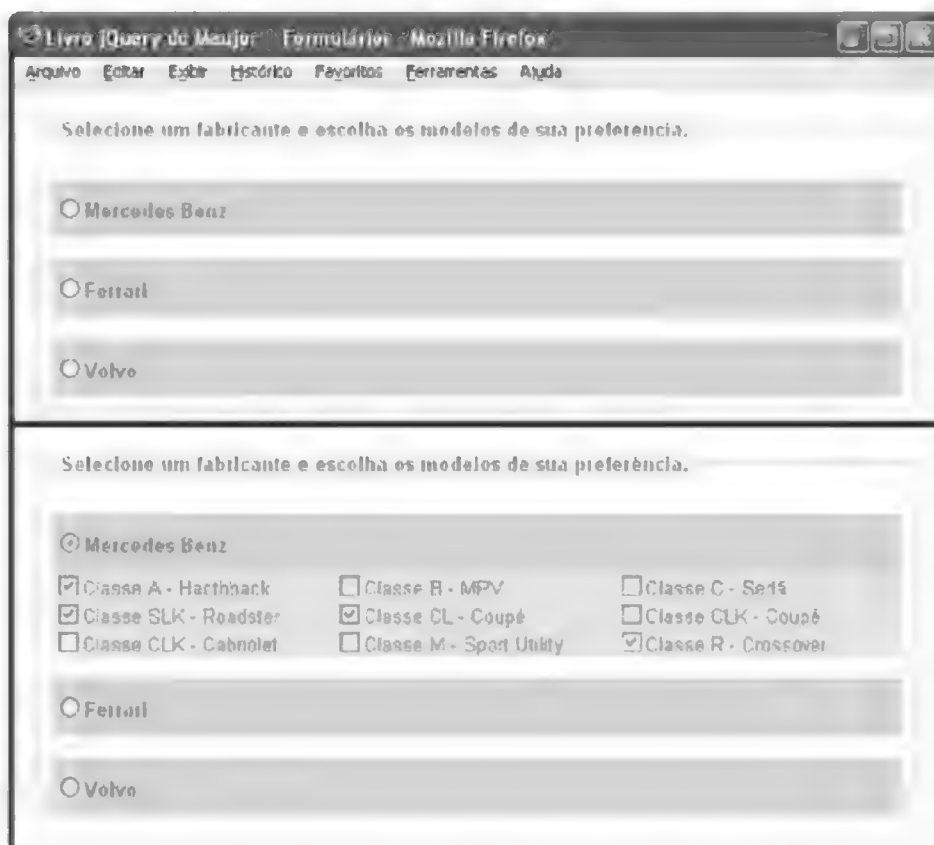 Livro jQuery do Maujor Formulários - Mozilla Firefox
Arquivo Editar Exibir Histórico Favoritos Ferramentas Ajuda
Selecione um fabricante e escolha os modelos de sua preferência.
Mercedes Benz
Ferrari
Volvo
Selecione um fabricante e escolha os modelos de sua preferência.
Mercedes Benz
Classe A - Hacthback Classe B - MPV Classe C - Sedã
Classe SLK - Roadster Classe CL - Coupé Classe CLK - Coupé
Classe CLK - Cabriolet Classe M - Sport Utility Classe R - Crossover
Ferrari
Volvo